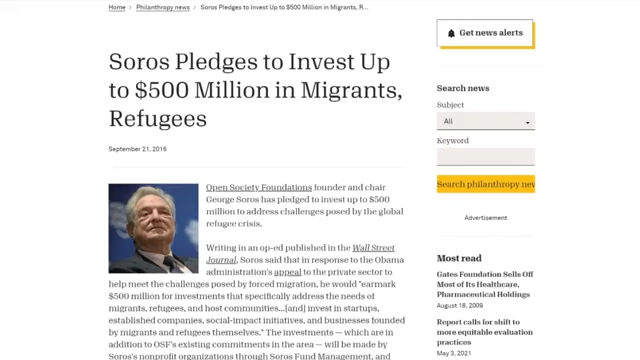 Home > Philanthropy news > Soros Pledges to Invest Up to $500 Million in Migrants, R...
Soros Pledges to Invest Up
to $500 Million in Migrants,
Refugees
September 21, 2016
Open Society Foundations founder and chair
George Soros has pledged to invest up to $500
million to address challenges posed by the global
refugee crisis.
Writing in an op-ed published in the Wall Street
Journal, Soros said that in response to the Obama
administration's appeal to the private sector to
help meet the challenges posed by forced migration, he would "earmark
$500 million for investments that specifically address the needs of
migrants, refugees, and host communities...[and] invest in startups,
established companies, social-impact initiatives, and businesses founded
by migrants and refugees themselves." The investments — which are in
addition to OSF's existing commitments in the area — will be made by
Soros's nonprofit organizations through Soros Fund Management, and
Get news alerts
Search news
Subject
All
Keyword
Search philanthropy nev
Advertisement
Most read
Gates Foundation Sells Off
Most of its Healthcare,
Pharmaceutical Holdings
August 18, 2009
Report calls for shift to
more equitable evaluation
practices
May 3, 2021